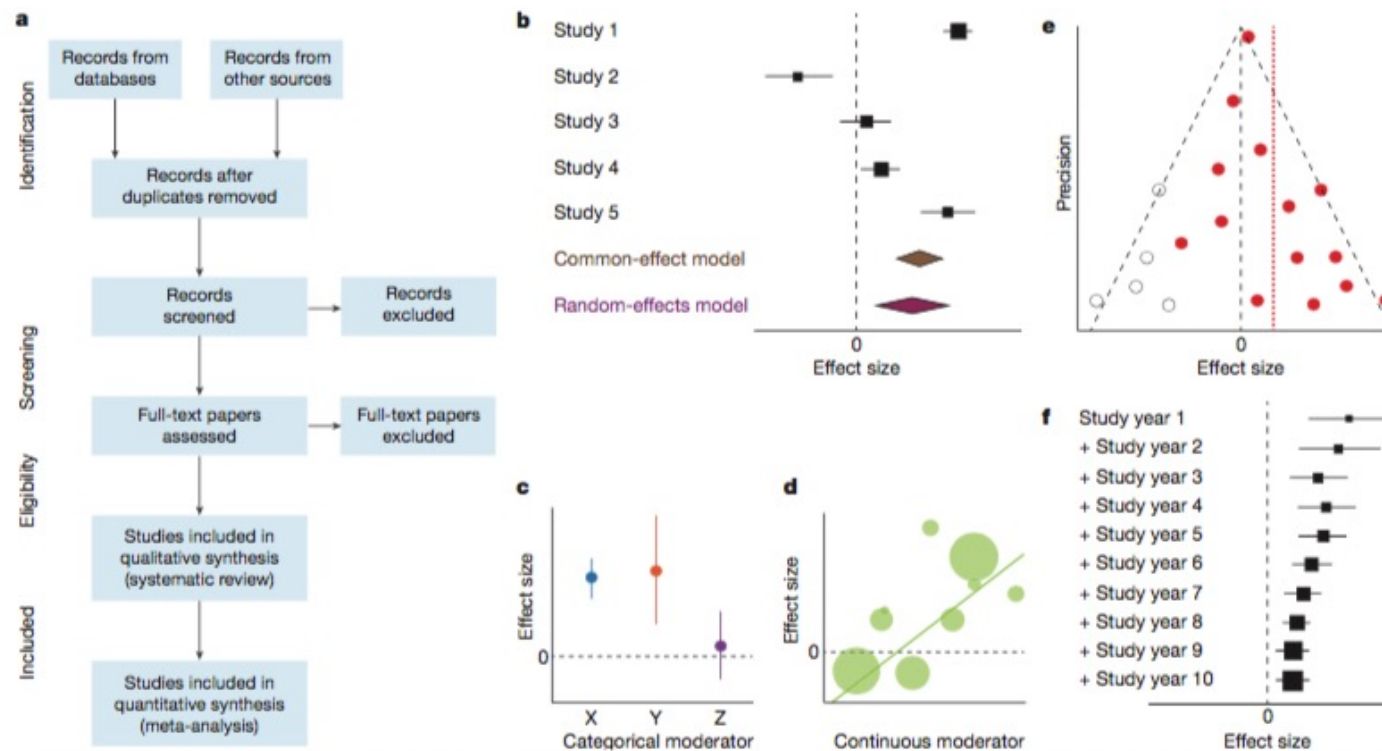 a
Identification
Screening
Eligibility
Included
Records from
databases
Records from
other sources
Records after
duplicates removed
Records
screened
Records
excluded
Full-text papers
assessed
Full-text papers
excluded
Studies included in
qualitative synthesis
(systematic review)
Studies included in
quantitative synthesis
(meta-analysis)
b
Study 1
Study 2
Study 3
Study 4
Study 5
Common-effect model
Random-effects model
0
Effect size
c
Effect size
0
X Y Z
Categorical moderator
d
Effect size
0
Continuous moderator
e
Precision
0
Effect size
f
Study year 1
+ Study year 2
+ Study year 3
+ Study year 4
+ Study year 5
+ Study year 6
+ Study year 7
+ Study year 8
+ Study year 9
+ Study year 10
0
Effect size